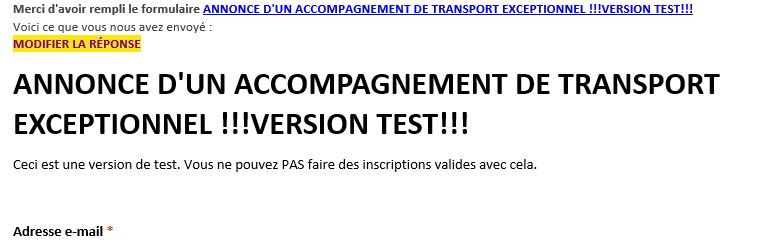 Merci d'avoir rempli le formulaire ANNONCE D'UN ACCOMPAGNEMENT DE TRANSPORT EXCEPTIONNEL !!!VERSION TEST!!!
Voici ce que vous nous avez envoyé :
MODIFIER LA RÉPONSE
ANNONCE D'UN ACCOMPAGNEMENT DE TRANSPORT
EXCEPTIONNEL !!!VERSION TEST!!!
Ceci est une version de test. Vous ne pouvez PAS faire des inscriptions valides avec cela.
Adresse e-mail *